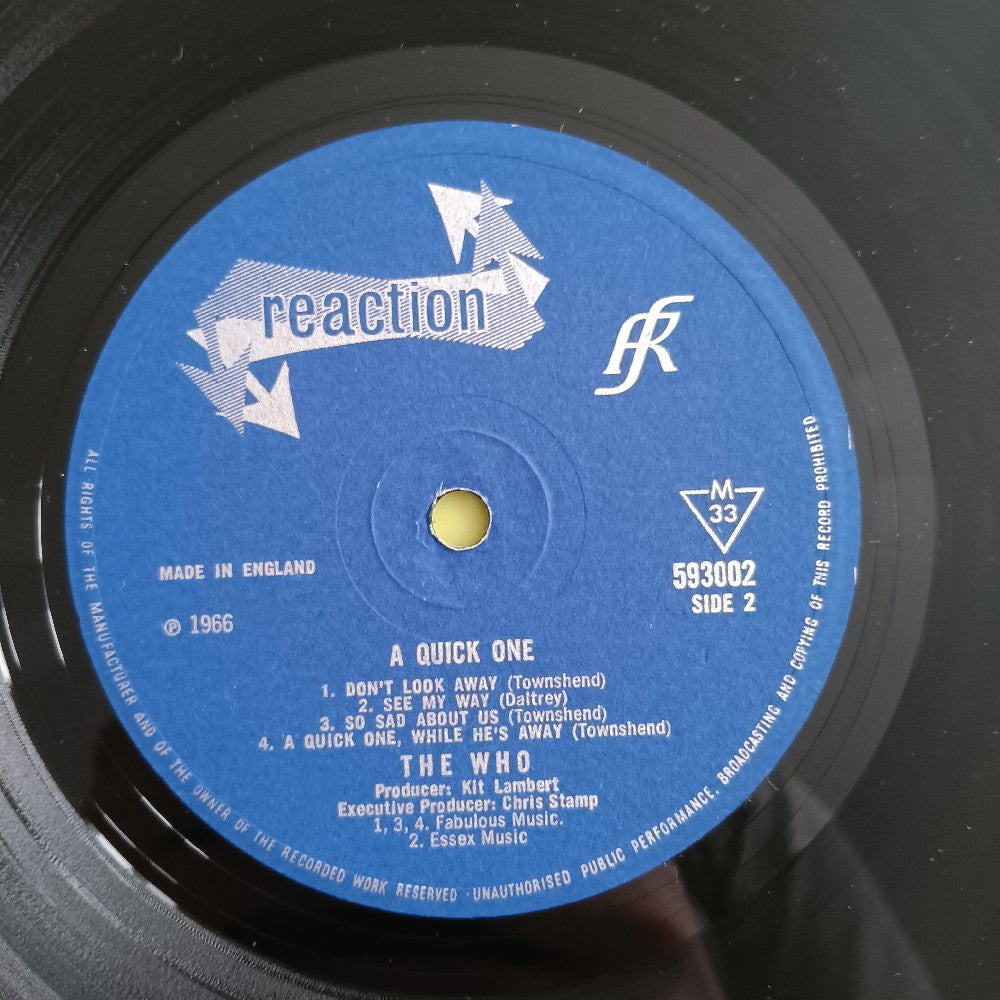 reaction
M
33
MADE IN ENGLAND
593002
SIDE 2
℗ 1966
A QUICK ONE
1. DON'T LOOK AWAY (Townshend)
2. SEE MY WAY (Daltrey)
3. SO SAD ABOUT US (Townshend)
4. A QUICK ONE, WHILE HE'S AWAY (Townshend)
THE WHO
Producer: Kit Lambert
Executive Producer: Chris Stamp
1, 3, 4. Fabulous Music.
2. Essex Music
ALL RIGHTS OF THE MANUFACTURER AND OF THE OWNER OF THE RECORDED WORK RESERVED · UNAUTHORISED PUBLIC PERFORMANCE, BROADCASTING AND COPYING OF THIS RECORD PROHIBITED